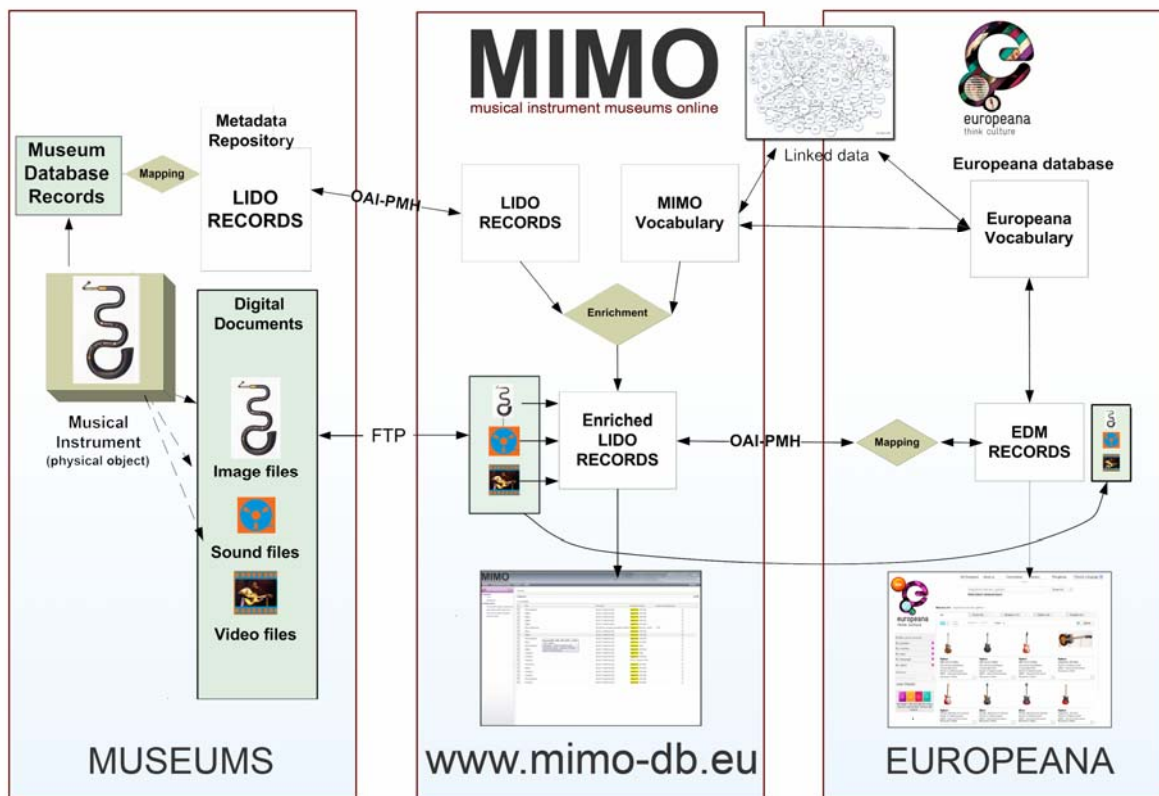 MIMO
musical instrument museums online
europeana
think culture
Linked data
Europeana database
Metadata
Repository
Museum
Database
Records
Mapping
LIDO
RECORDS
OAI-PMH
LIDO
RECORDS
MIMO
Vocabulary
Europeana
Vocabulary
Digital
Documents
Enrichment
Musical
Instrument
(physical object)
Image files
FTP
Enriched
LIDO
RECORDS
OAI-PMH
Mapping
EDM
RECORDS
Sound files
Video files
MIMO
europeana
think culture
MUSEUMS
www.mimo-db.eu
EUROPEANA